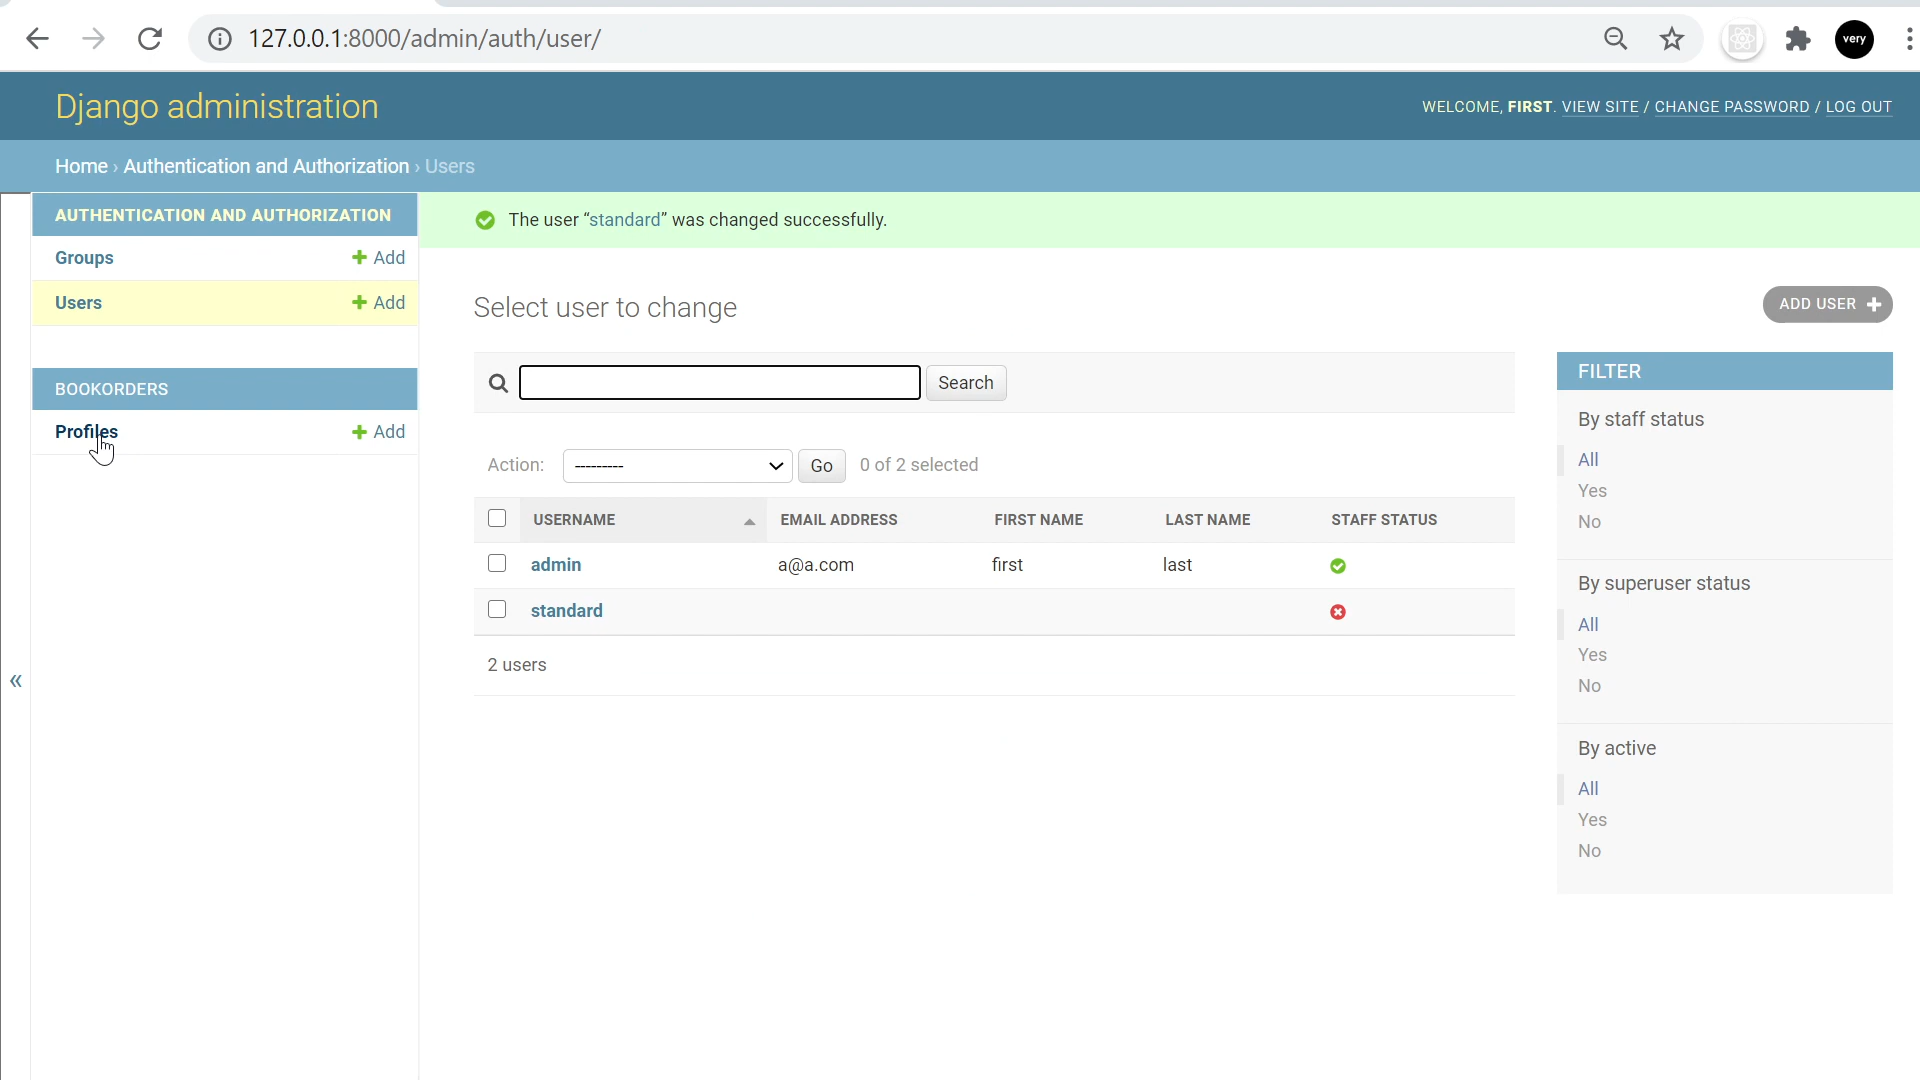 127.0.0.1:8000/admin/auth/user/
very
Django administration
WELCOME, FIRST. VIEW SITE / CHANGE PASSWORD / LOG OUT
Home › Authentication and Authorization › Users
AUTHENTICATION AND AUTHORIZATION
Groups + Add
Users + Add
BOOKORDERS
Profiles + Add
«
The user “standard” was changed successfully.
Select user to change
ADD USER +
Search
Action: --------- Go 0 of 2 selected
USERNAME EMAIL ADDRESS FIRST NAME LAST NAME STAFF STATUS
admin a@a.com first last
standard
2 users
FILTER
By staff status
All
Yes
No
By superuser status
All
Yes
No
By active
All
Yes
No